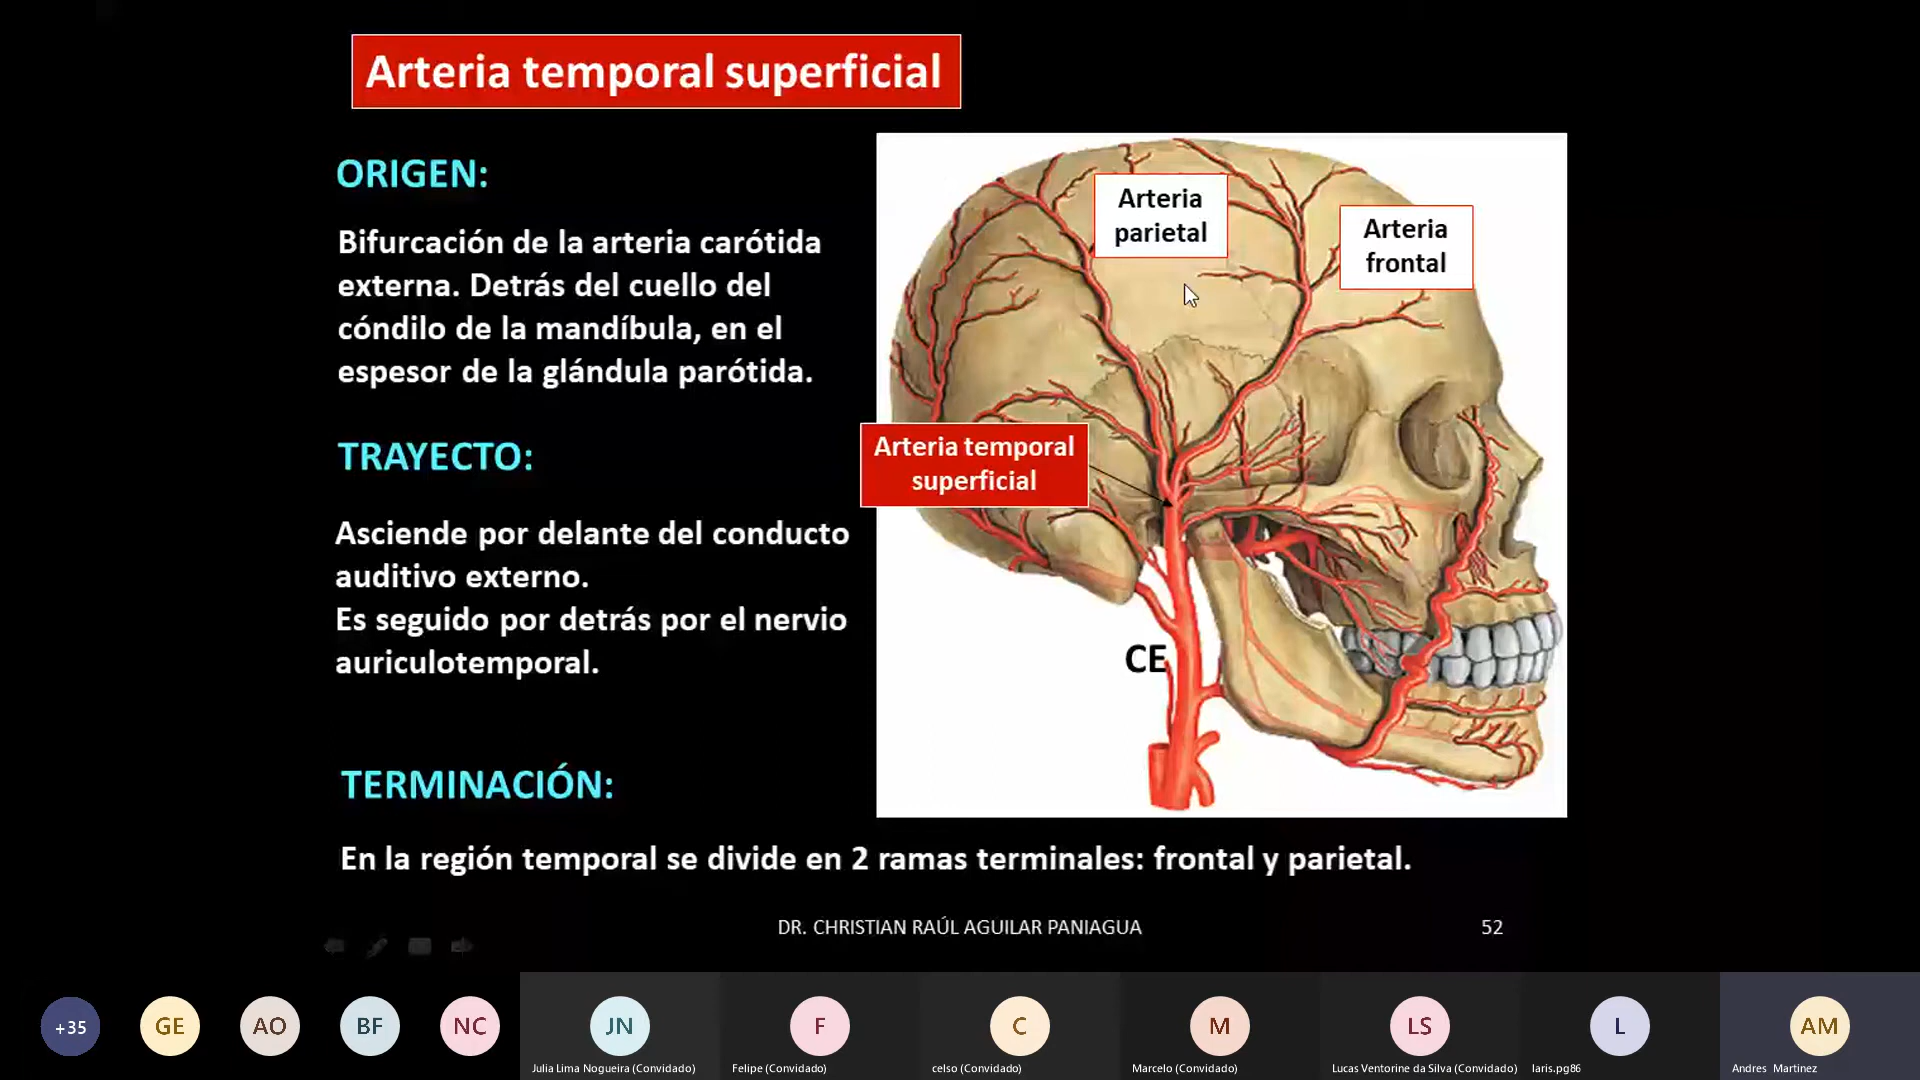 Arteria temporal superficial
ORIGEN:
Bifurcación de la arteria carótida
externa. Detrás del cuello del
cóndilo de la mandíbula, en el
espesor de la glándula parótida.
TRAYECTO:
Asciende por delante del conducto
auditivo externo.
Es seguido por detrás por el nervio
auriculotemporal.
Arteria
parietal
Arteria
frontal
Arteria temporal
superficial
CE
TERMINACIÓN:
En la región temporal se divide en 2 ramas terminales: frontal y parietal.
DR. CHRISTIAN RAÚL AGUILAR PANIAGUA
52
+35
GE
AO
BF
NC
JN
F
C
M
LS
L
AM
Julia Lima Nogueira (Convidado)
Felipe (Convidado)
celso (Convidado)
Marcelo (Convidado)
Lucas Ventorine da Silva (Convidado)
laris.pg86
Andres Martinez